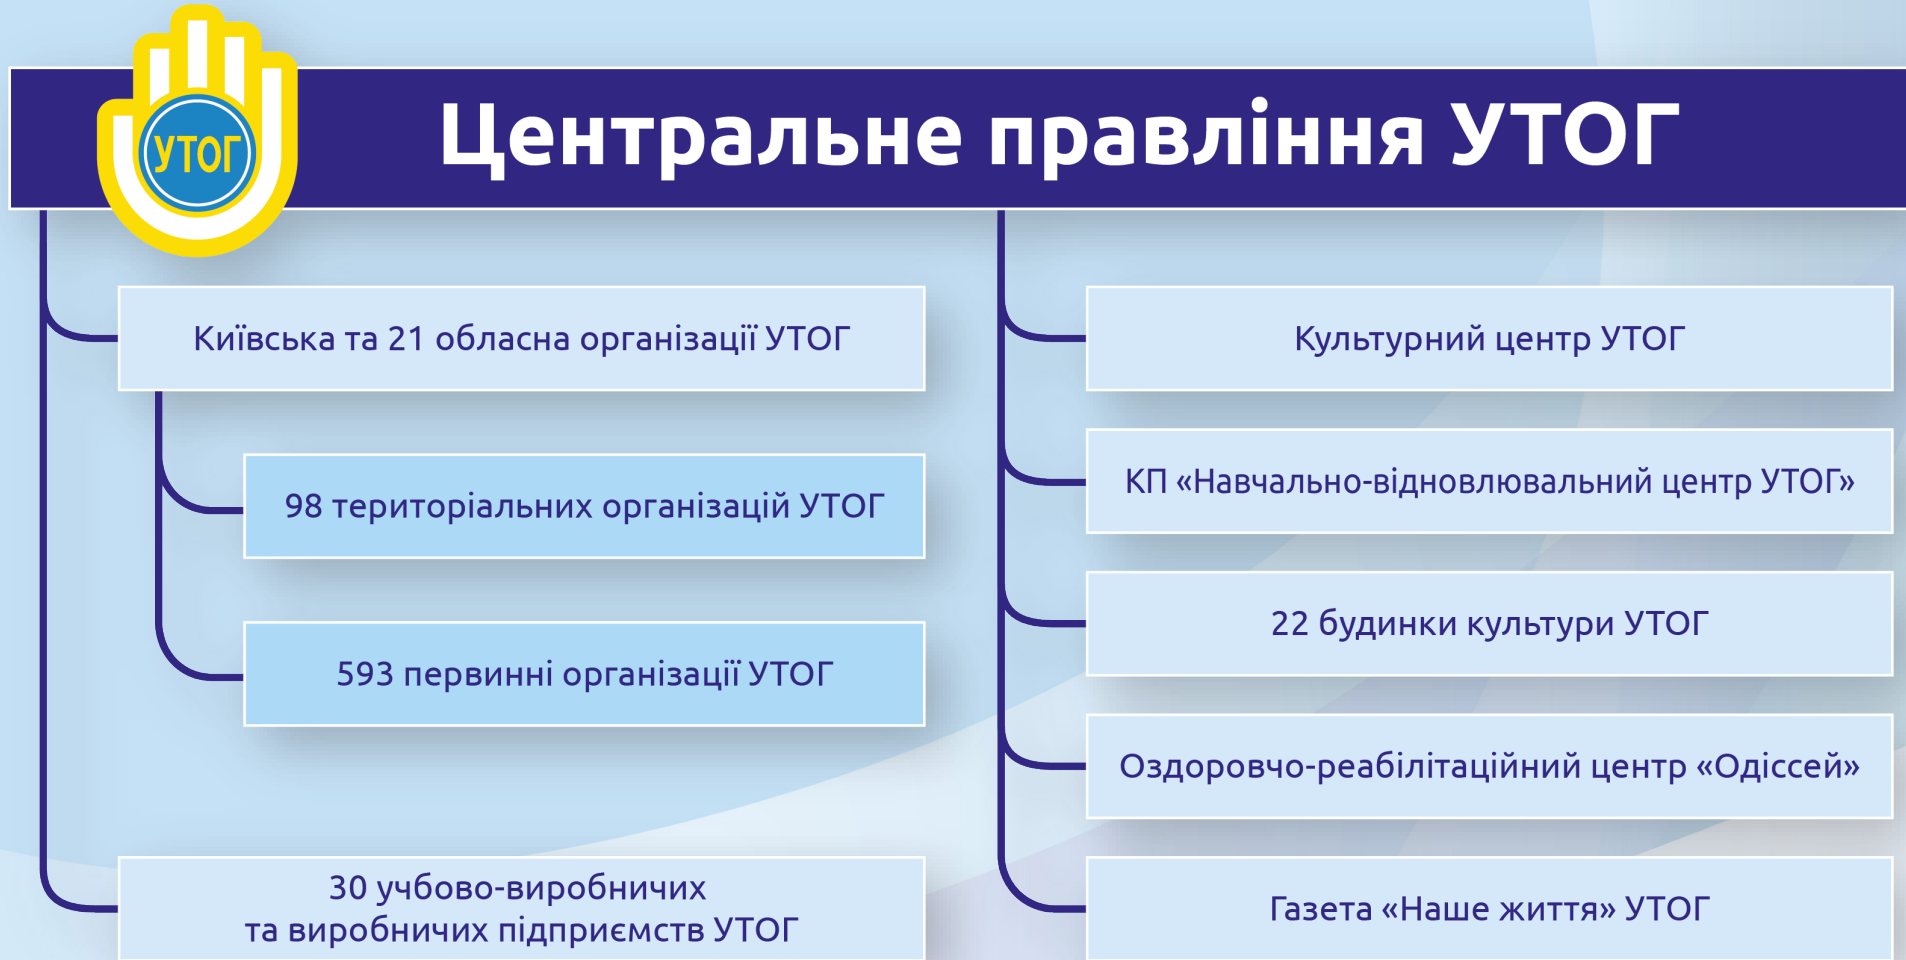 УТОГ
Центральне правління УТОГ
Київська та 21 обласна організації УТОГ
98 територіальних організацій УТОГ
593 первинні організації УТОГ
30 учбово-виробничих
та виробничих підприємств УТОГ
Культурний центр УТОГ
КП «Навчально-відновлювальний центр УТОГ»
22 будинки культури УТОГ
Оздоровчо-реабілітаційний центр «Одіссей»
Газета «Наше життя» УТОГ